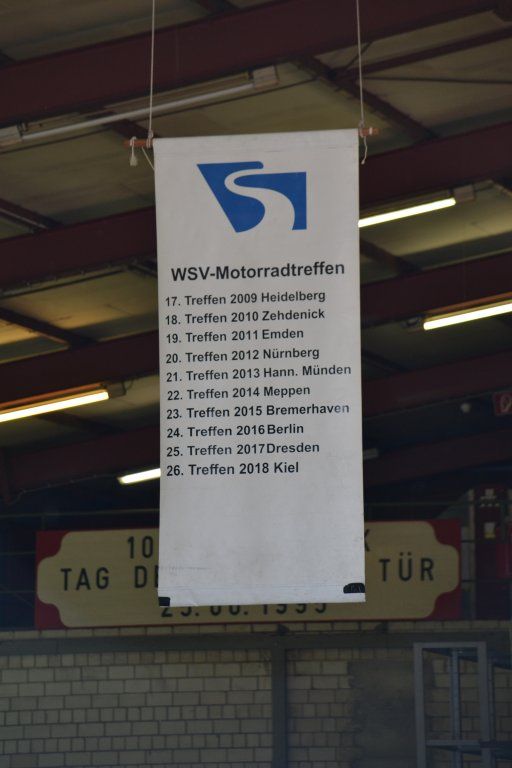 WSV-Motorradtreffen
17. Treffen 2009 Heidelberg
18. Treffen 2010 Zehdenick
19. Treffen 2011 Emden
20. Treffen 2012 Nürnberg
21. Treffen 2013 Hann. Münden
22. Treffen 2014 Meppen
23. Treffen 2015 Bremerhaven
24. Treffen 2016 Berlin
25. Treffen 2017 Dresden
26. Treffen 2018 Kiel
TAG TÜR